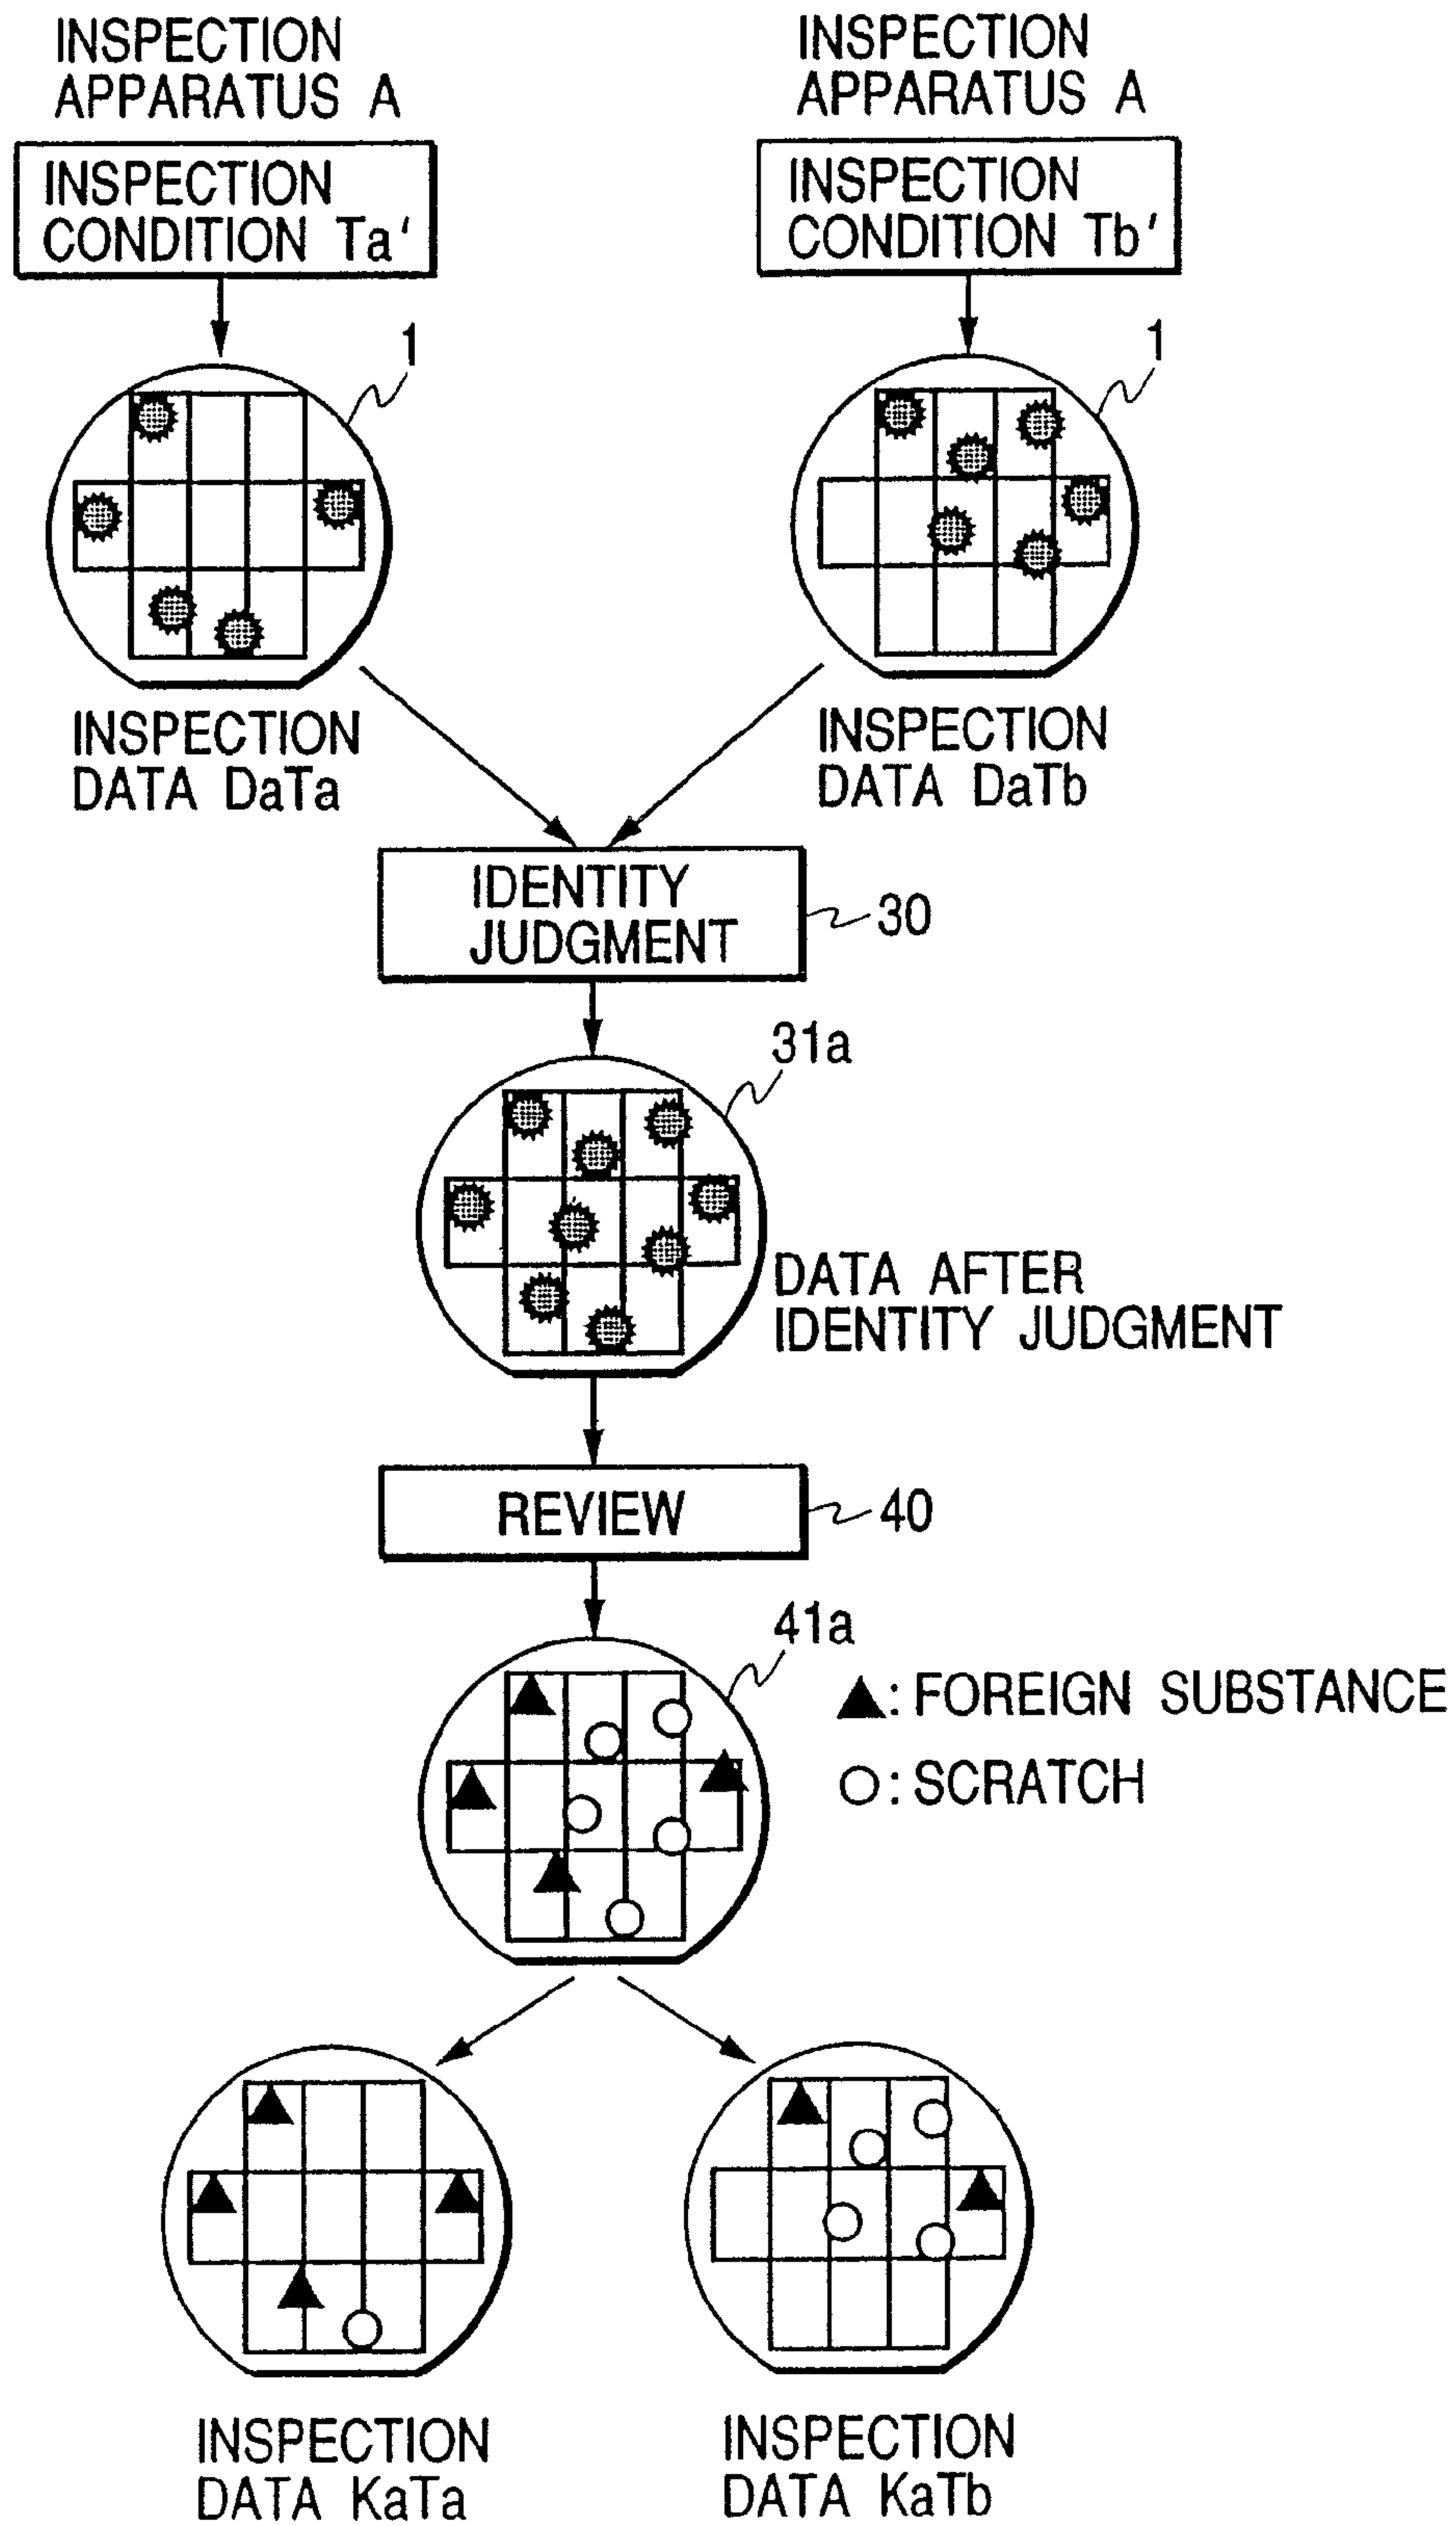 INSPECTION
APPARATUS A
INSPECTION
APPARATUS A
INSPECTION
CONDITION Ta'
INSPECTION
CONDITION Tb'
1
1
INSPECTION
DATA DaTa
INSPECTION
DATA DaTb
IDENTITY
JUDGMENT
30
31a
DATA AFTER
IDENTITY JUDGMENT
REVIEW
40
41a
▲: FOREIGN SUBSTANCE
○: SCRATCH
INSPECTION
DATA KaTa
INSPECTION
DATA KaTb